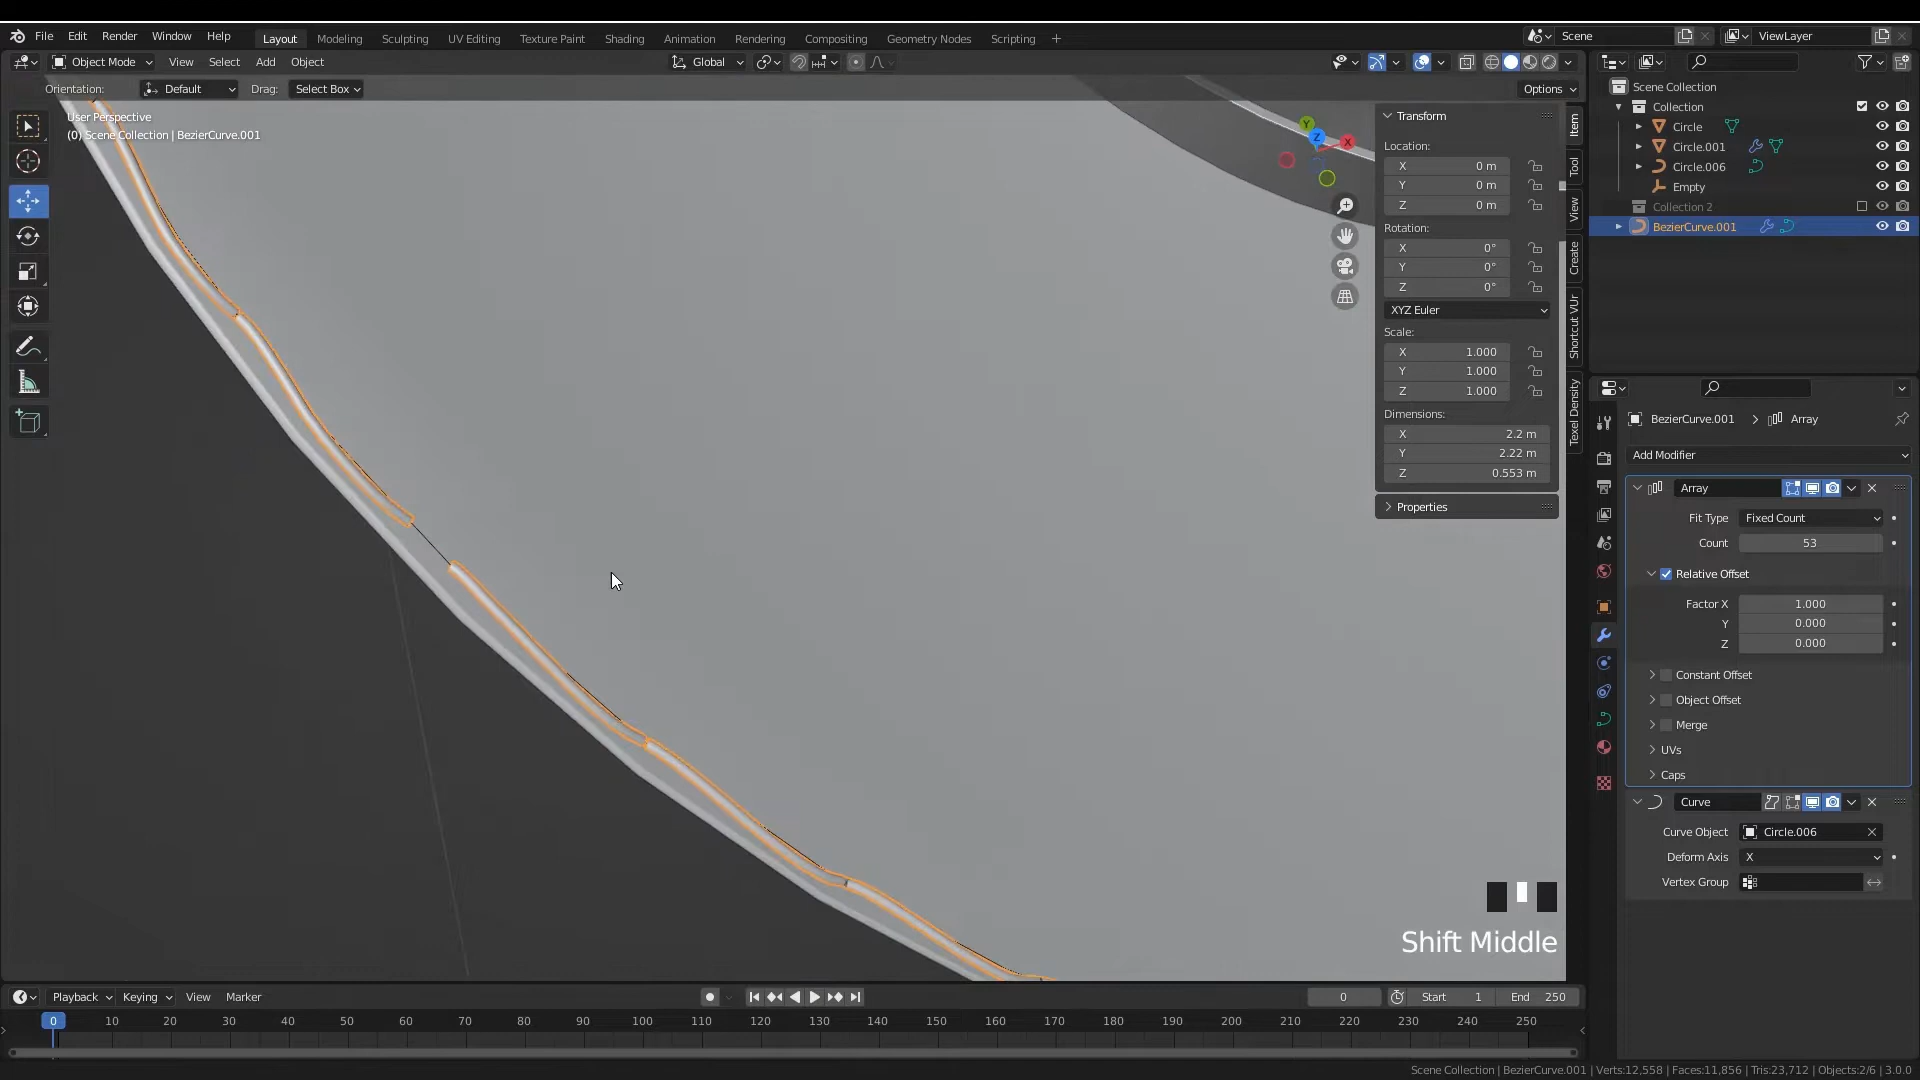 File Edit Render Window Help Layout Modeling Sculpting UV Editing Texture Paint Shading Animation Rendering Compositing Geometry Nodes Scripting + Scene ViewLayer
Object Mode View Select Add Object Global
Orientation: Default Drag: Select Box Options
User Perspective
(0) Scene Collection | BezierCurve.001
Y
Z
X
Transform
Location:
X 0 m
Y 0 m
Z 0 m
Rotation:
X 0°
Y 0°
Z 0°
XYZ Euler
Scale:
X 1.000
Y 1.000
Z 1.000
Dimensions:
X 2.2 m
Y 2.22 m
Z 0.553 m
Properties
Item
Tool
View
Create
Shortcut VUr
Texel Density
Scene Collection
Collection
Circle
Circle.001
Circle.006
Empty
Collection 2
BezierCurve.001
BezierCurve.001 > Array
Add Modifier
Array
Fit Type Fixed Count
Count 53
Relative Offset
Factor X 1.000
Y 0.000
Z 0.000
Constant Offset
Object Offset
Merge
UVs
Caps
Curve
Curve Object Circle.006
Deform Axis X
Vertex Group
Shift Middle
Playback Keying View Marker 0 Start 1 End 250
0 10 20 30 40 50 60 70 80 90 100 110 120 130 140 150 160 170 180 190 200 210 220 230 240 250
Scene Collection | BezierCurve.001 | Verts:12,558 | Faces:11,856 | Tris:23,712 | Objects:2/6 | 3.0.0